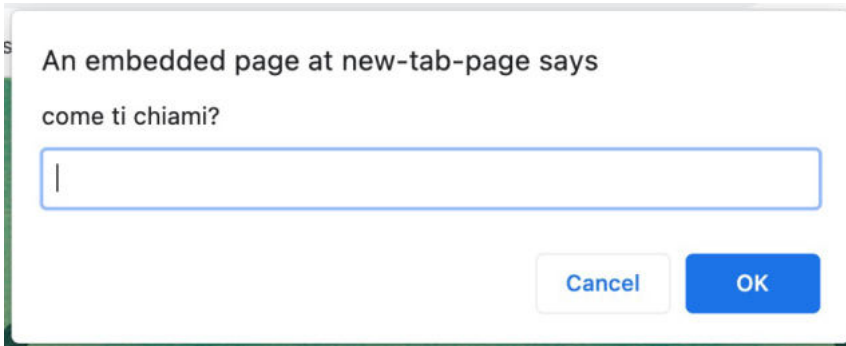 s
An embedded page at new-tab-page says
come ti chiami?
Cancel
OK